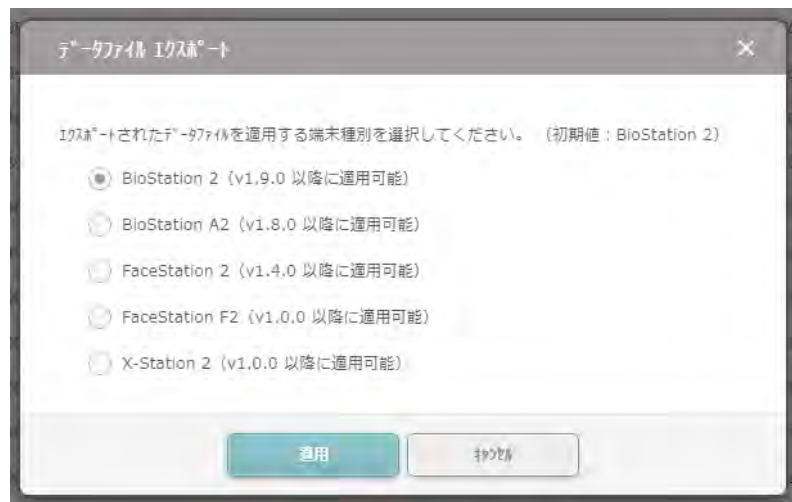 ﾃﾞｰﾀﾌｧｲﾙ ｴｸｽﾎﾟｰﾄ
ｴｸｽﾎﾟｰﾄされたﾃﾞｰﾀﾌｧｲﾙを適用する端末種別を選択してください。 （初期値：BioStation 2）
BioStation 2（v1.9.0 以降に適用可能）
BioStation A2（v1.8.0 以降に適用可能）
FaceStation 2（v1.4.0 以降に適用可能）
FaceStation F2（v1.0.0 以降に適用可能）
X-Station 2（v1.0.0 以降に適用可能）
適用 ｷｬﾝｾﾙ